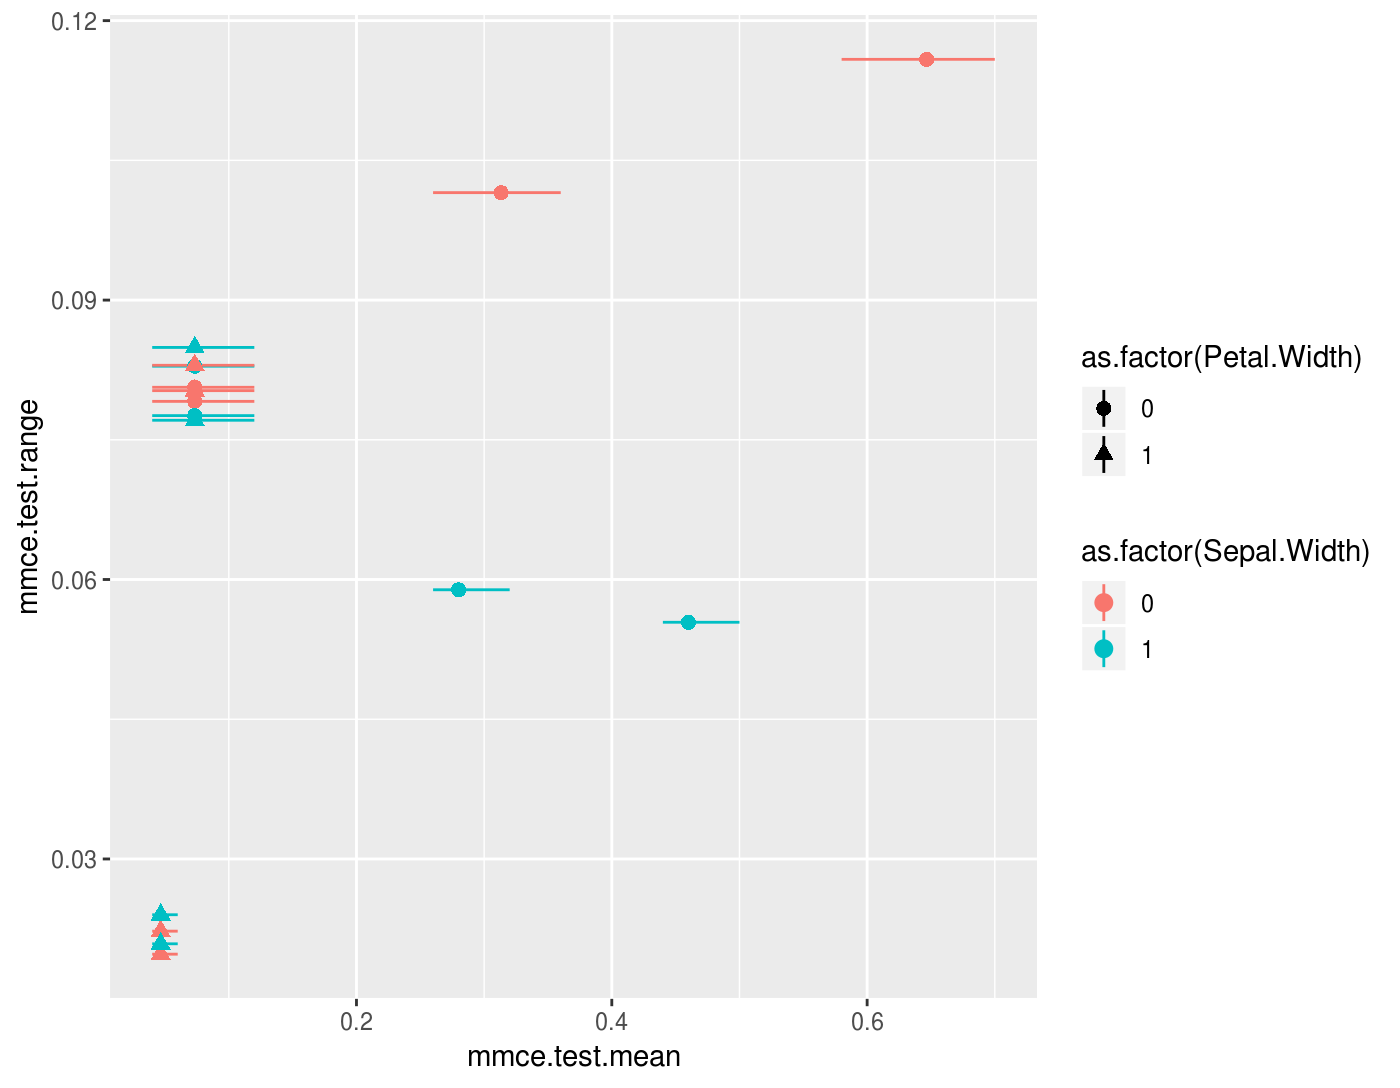 0.12
0.09
0.06
0.03
mmce.test.range
0.2
0.4
0.6
mmce.test.mean
as.factor(Petal.Width)
0
1
as.factor(Sepal.Width)
0
1